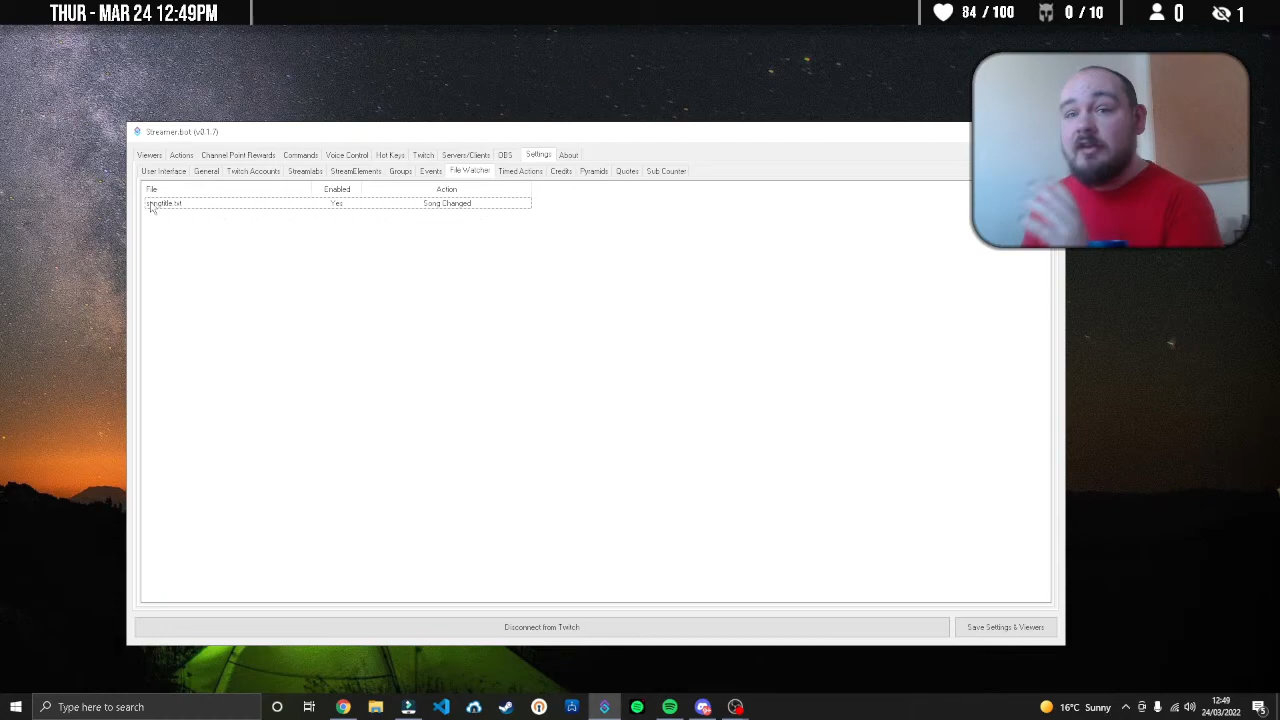 THUR - MAR 24 12:49PM
84 / 100
0 / 10
0
1
Streamer.bot (v0.1.7)
Viewers Actions Channel Point Rewards Commands Voice Control Hot Keys Twitch Servers/Clients OBS Settings About
User Interface General Twitch Accounts Streamlabs StreamElements Groups Events File Watcher Timed Actions Credits Pyramids Quotes Sub Counter
File Enabled Action
songtitle.txt Yes Song Changed
Disconnect from Twitch
Save Settings & Viewers
Type here to search
16°C Sunny
12:49
24/03/2022